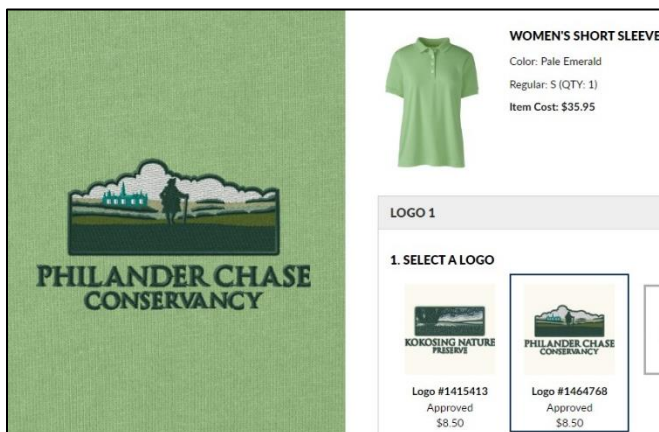 PHILANDER CHASE
CONSERVANCY
WOMEN'S SHORT SLEEVE
Color: Pale Emerald
Regular: S (QTY: 1)
Item Cost: $35.95
LOGO 1
1. SELECT A LOGO
KOKOSING NATURE
PRESERVE
Logo #1415413
Approved
$8.50
PHILANDER CHASE
CONSERVANCY
Logo #1464768
Approved
$8.50